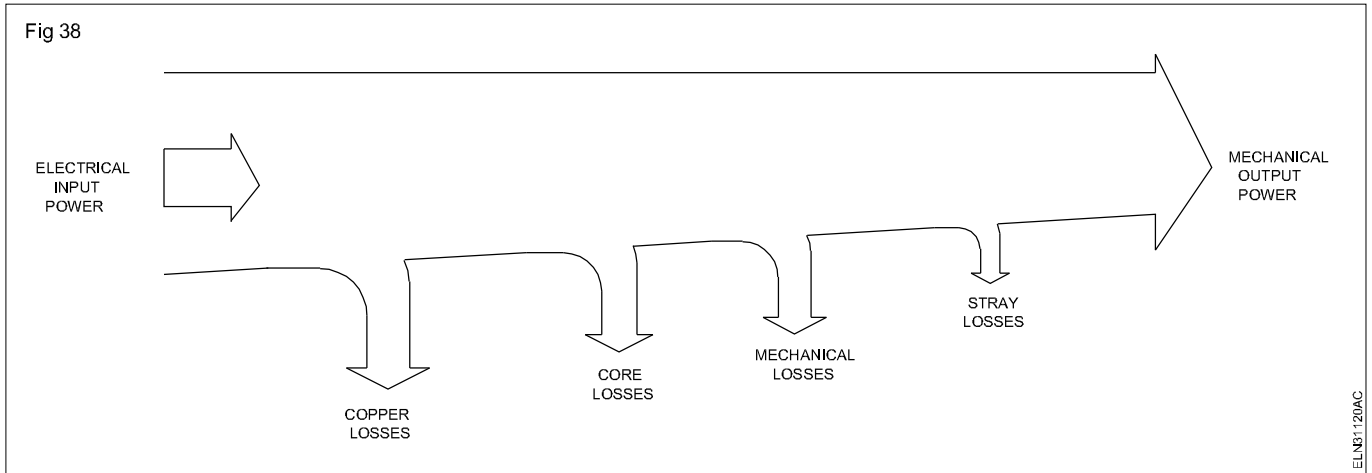 Fig 38
ELECTRICAL
INPUT
POWER
MECHANICAL
OUTPUT
POWER
COPPER
LOSSES
CORE
LOSSES
MECHANICAL
LOSSES
STRAY
LOSSES
ELN31120AC